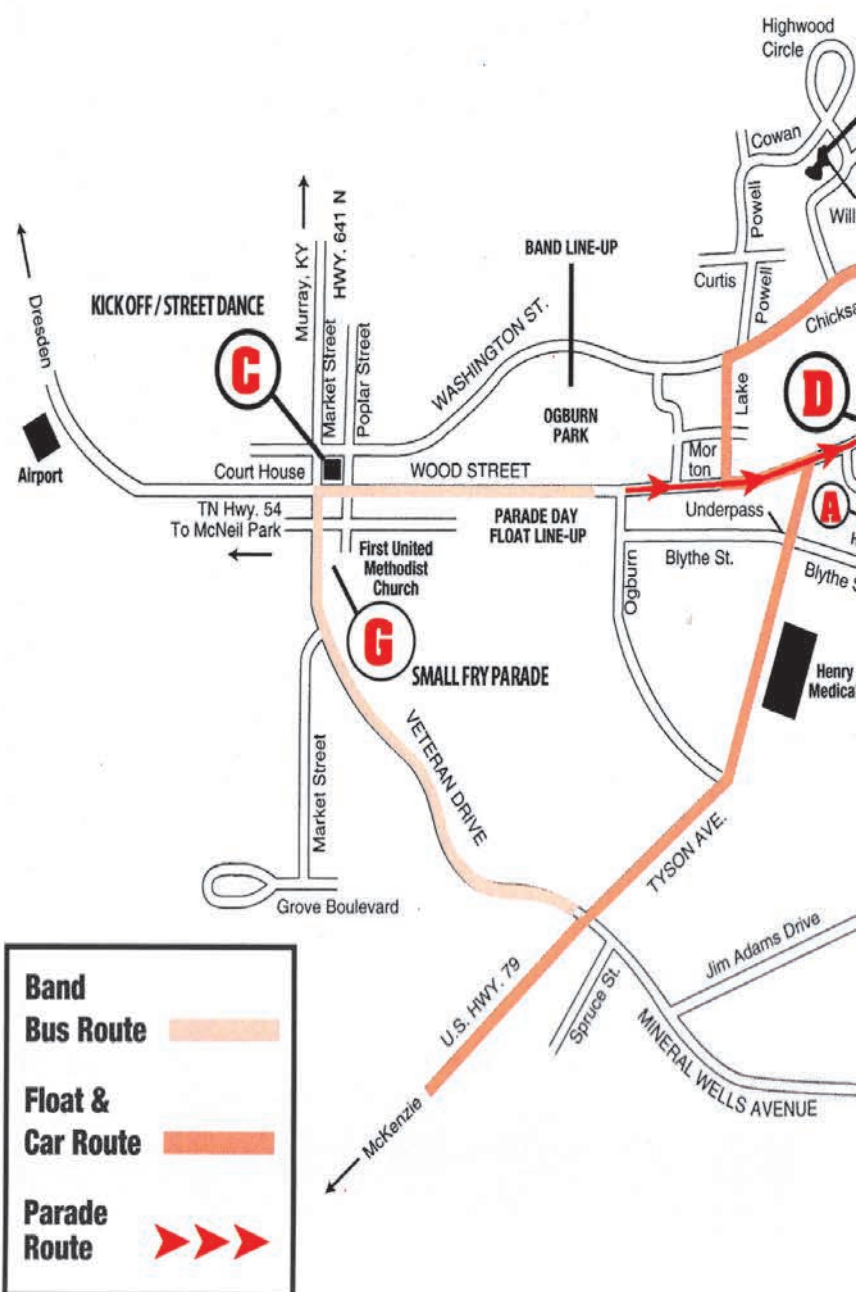 Highwood
Circle
Cowan
Powell
Will
Murray, KY
HWY. 641 N
BAND LINE-UP
Curtis
Powell
Dresden
KICK OFF / STREET DANCE
Chicksa
C
Market Street
Poplar Street
WASHINGTON ST.
Lake
D
OGBURN
PARK
Mor
ton
Airport
Court House
WOOD STREET
TN Hwy. 54
To McNeil Park
PARADE DAY
FLOAT LINE-UP
Underpass
A
H
First United
Methodist
Church
Blythe St.
Blythe S
Ogburn
G
SMALL FRY PARADE
Henry
Medical
Market Street
VETERAN DRIVE
TYSON AVE.
Grove Boulevard
Jim Adams Drive
U.S. HWY. 79
Spruce St.
MINERAL WELLS AVENUE
McKenzie
Band
Bus Route
Float &
Car Route
Parade
Route